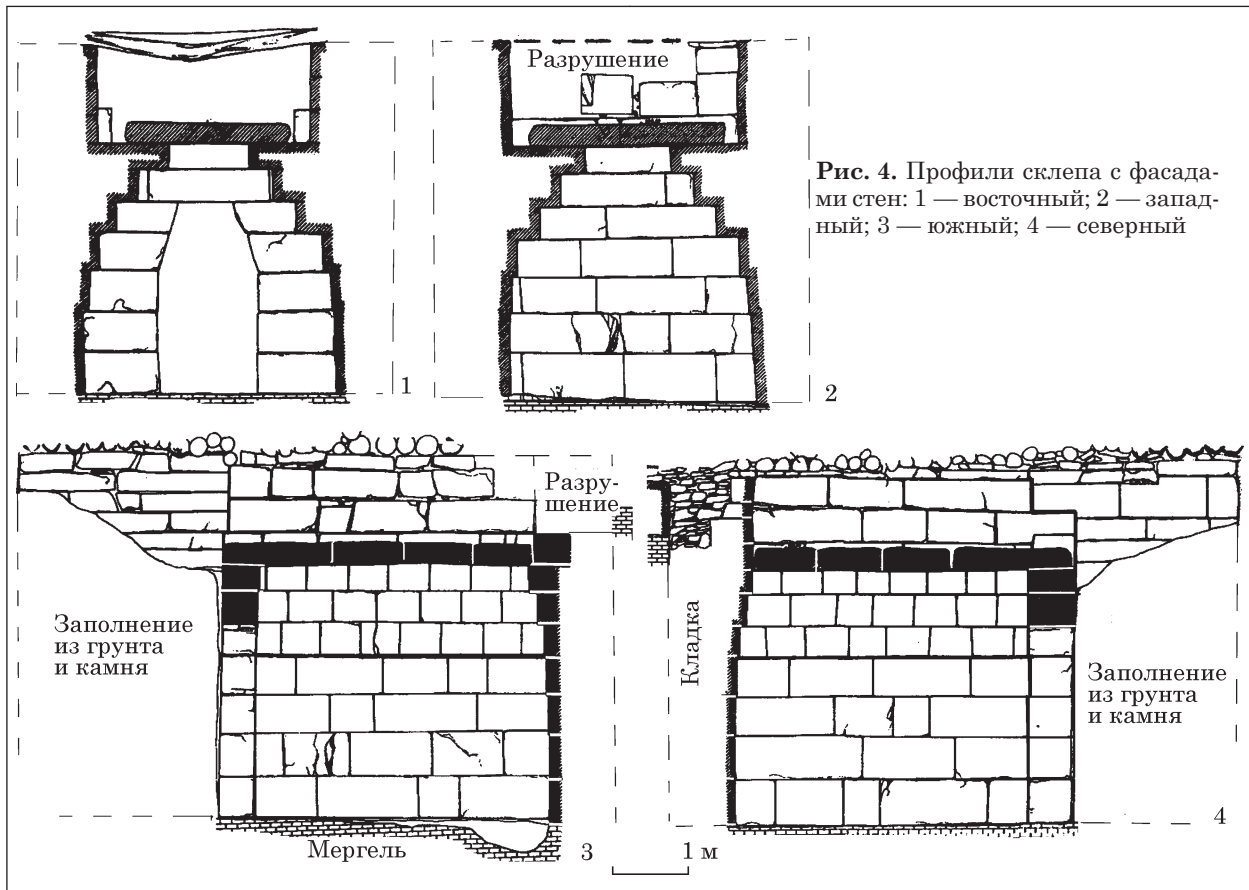 Разрушение
Рис. 4. Профили склепа с фасада-
ми стен: 1 — восточный; 2 — запад-
ный; 3 — южный; 4 — северный
1
2
Разру-
шение
Заполнение
из грунта
и камня
Кладка
Заполнение
из грунта
и камня
Мергель
3
1 м
4